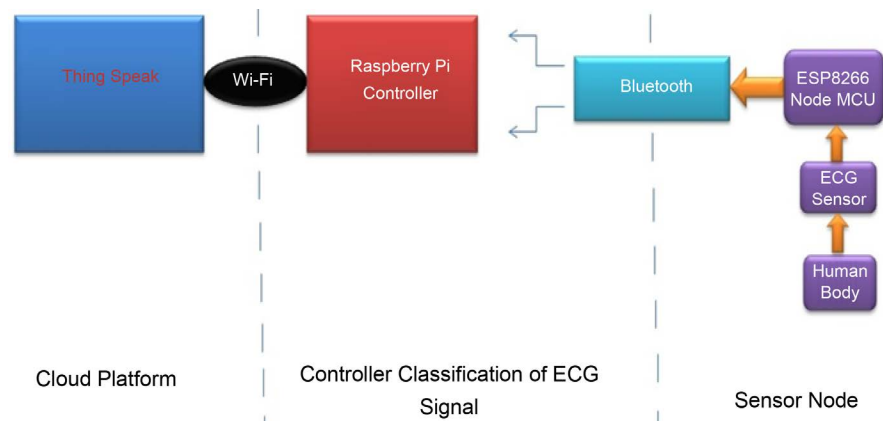 Thing Speak
Wi-Fi
Raspberry Pi
Controller
Bluetooth
ESP8266
Node MCU
ECG
Sensor
Human
Body
Cloud Platform
Controller Classification of ECG
Signal
Sensor Node